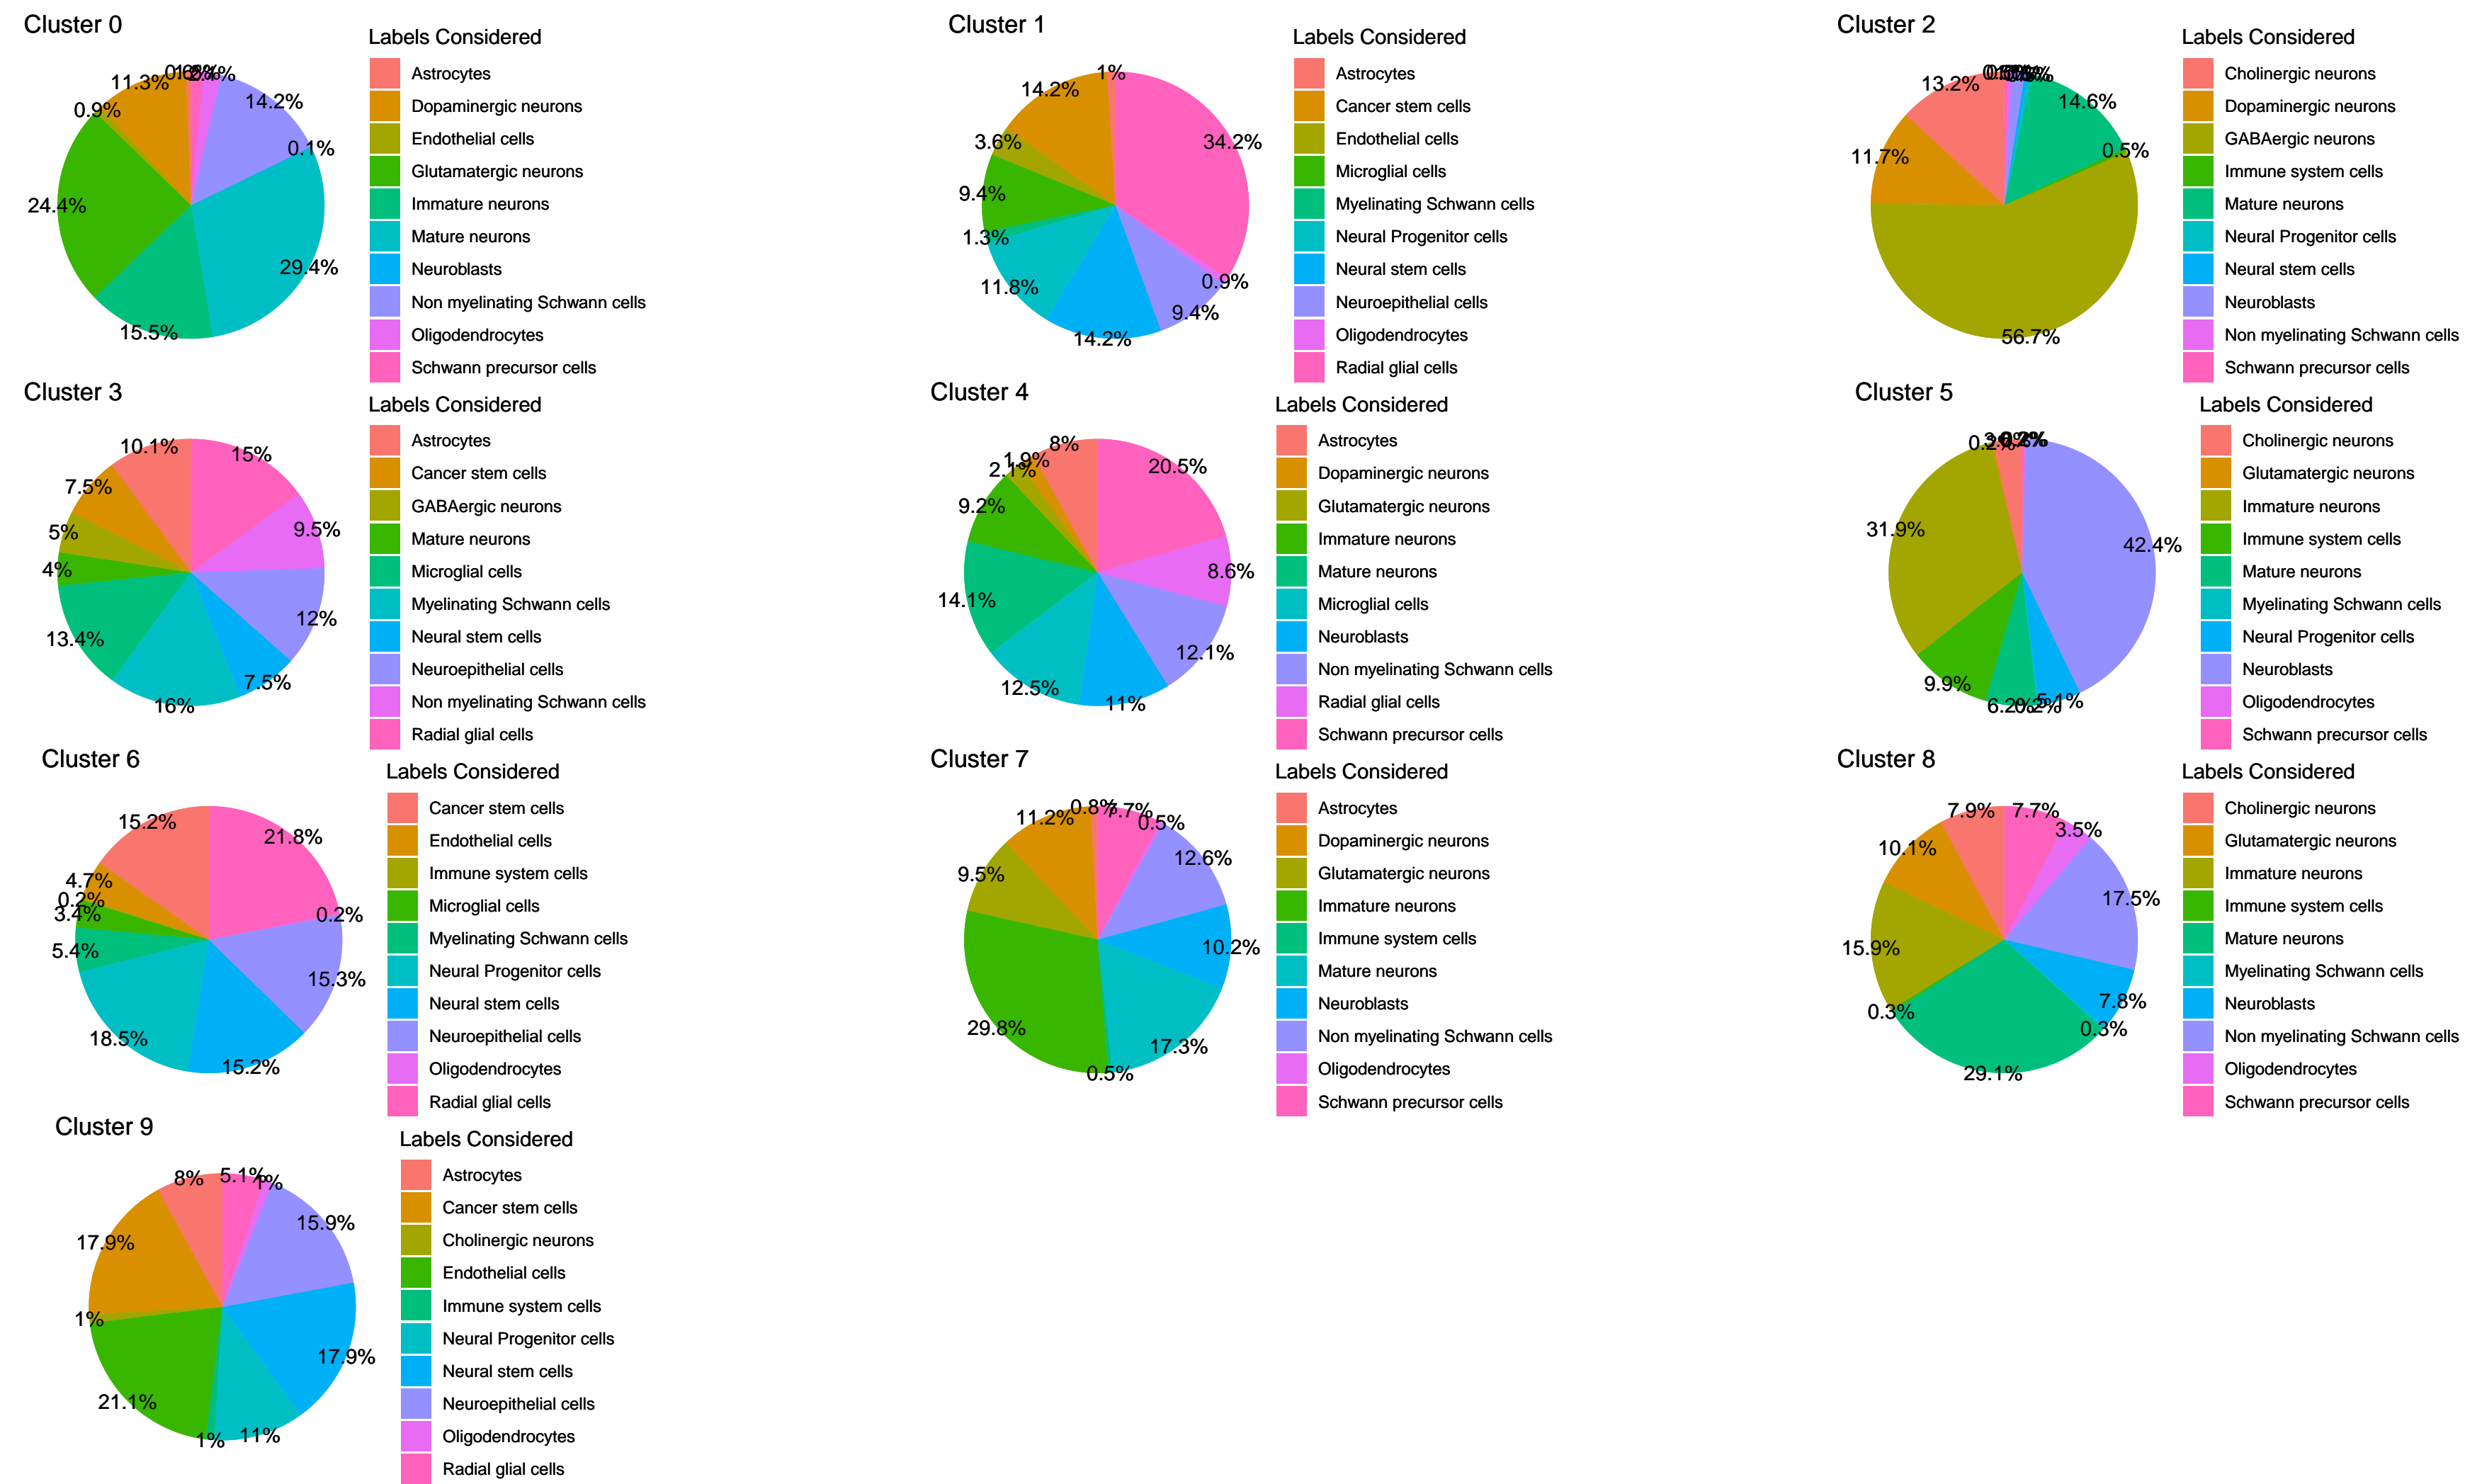 Cluster 0
Labels Considered
Astrocytes
Dopaminergic neurons
Endothelial cells
Glutamatergic neurons
Immature neurons
Mature neurons
Neuroblasts
Non myelinating Schwann cells
Oligodendrocytes
Schwann precursor cells
11.3%
0.9%
24.4%
15.5%
29.4%
0.1%
14.2%
Cluster 1
Labels Considered
Astrocytes
Cancer stem cells
Endothelial cells
Microglial cells
Myelinating Schwann cells
Neural Progenitor cells
Neural stem cells
Neuroepithelial cells
Oligodendrocytes
Radial glial cells
1%
14.2%
3.6%
9.4%
1.3%
11.8%
14.2%
9.4%
0.9%
34.2%
Cluster 2
Labels Considered
Cholinergic neurons
Dopaminergic neurons
GABAergic neurons
Immune system cells
Mature neurons
Neural Progenitor cells
Neural stem cells
Neuroblasts
Non myelinating Schwann cells
Schwann precursor cells
13.2%
11.7%
56.7%
0.5%
14.6%
Cluster 3
Labels Considered
Astrocytes
Cancer stem cells
GABAergic neurons
Mature neurons
Microglial cells
Myelinating Schwann cells
Neural stem cells
Neuroepithelial cells
Non myelinating Schwann cells
Radial glial cells
10.1%
7.5%
5%
4%
13.4%
16%
7.5%
12%
9.5%
15%
Cluster 4
Labels Considered
Astrocytes
Dopaminergic neurons
Glutamatergic neurons
Immature neurons
Mature neurons
Microglial cells
Neuroblasts
Non myelinating Schwann cells
Radial glial cells
Schwann precursor cells
8%
1.9%
2.1%
9.2%
14.1%
12.5%
11%
12.1%
8.6%
20.5%
Cluster 5
Labels Considered
Cholinergic neurons
Glutamatergic neurons
Immature neurons
Immune system cells
Mature neurons
Myelinating Schwann cells
Neural Progenitor cells
Neuroblasts
Oligodendrocytes
Schwann precursor cells
31.9%
9.9%
6.2%
0.2%
5.1%
42.4%
Cluster 6
Labels Considered
Cancer stem cells
Endothelial cells
Immune system cells
Microglial cells
Myelinating Schwann cells
Neural Progenitor cells
Neural stem cells
Neuroepithelial cells
Oligodendrocytes
Radial glial cells
15.2%
4.7%
0.2%
3.4%
5.4%
18.5%
15.2%
15.3%
0.2%
21.8%
Cluster 7
Labels Considered
Astrocytes
Dopaminergic neurons
Glutamatergic neurons
Immature neurons
Immune system cells
Mature neurons
Neuroblasts
Non myelinating Schwann cells
Oligodendrocytes
Schwann precursor cells
0.8%
11.2%
9.5%
29.8%
0.5%
17.3%
10.2%
12.6%
0.5%
7.7%
Cluster 8
Labels Considered
Cholinergic neurons
Glutamatergic neurons
Immature neurons
Immune system cells
Mature neurons
Myelinating Schwann cells
Neuroblasts
Non myelinating Schwann cells
Oligodendrocytes
Schwann precursor cells
7.9%
10.1%
15.9%
0.3%
29.1%
0.3%
7.8%
17.5%
3.5%
7.7%
Cluster 9
Labels Considered
Astrocytes
Cancer stem cells
Cholinergic neurons
Endothelial cells
Immune system cells
Neural Progenitor cells
Neural stem cells
Neuroepithelial cells
Oligodendrocytes
Radial glial cells
8%
17.9%
1%
21.1%
1%
11%
17.9%
15.9%
1%
5.1%